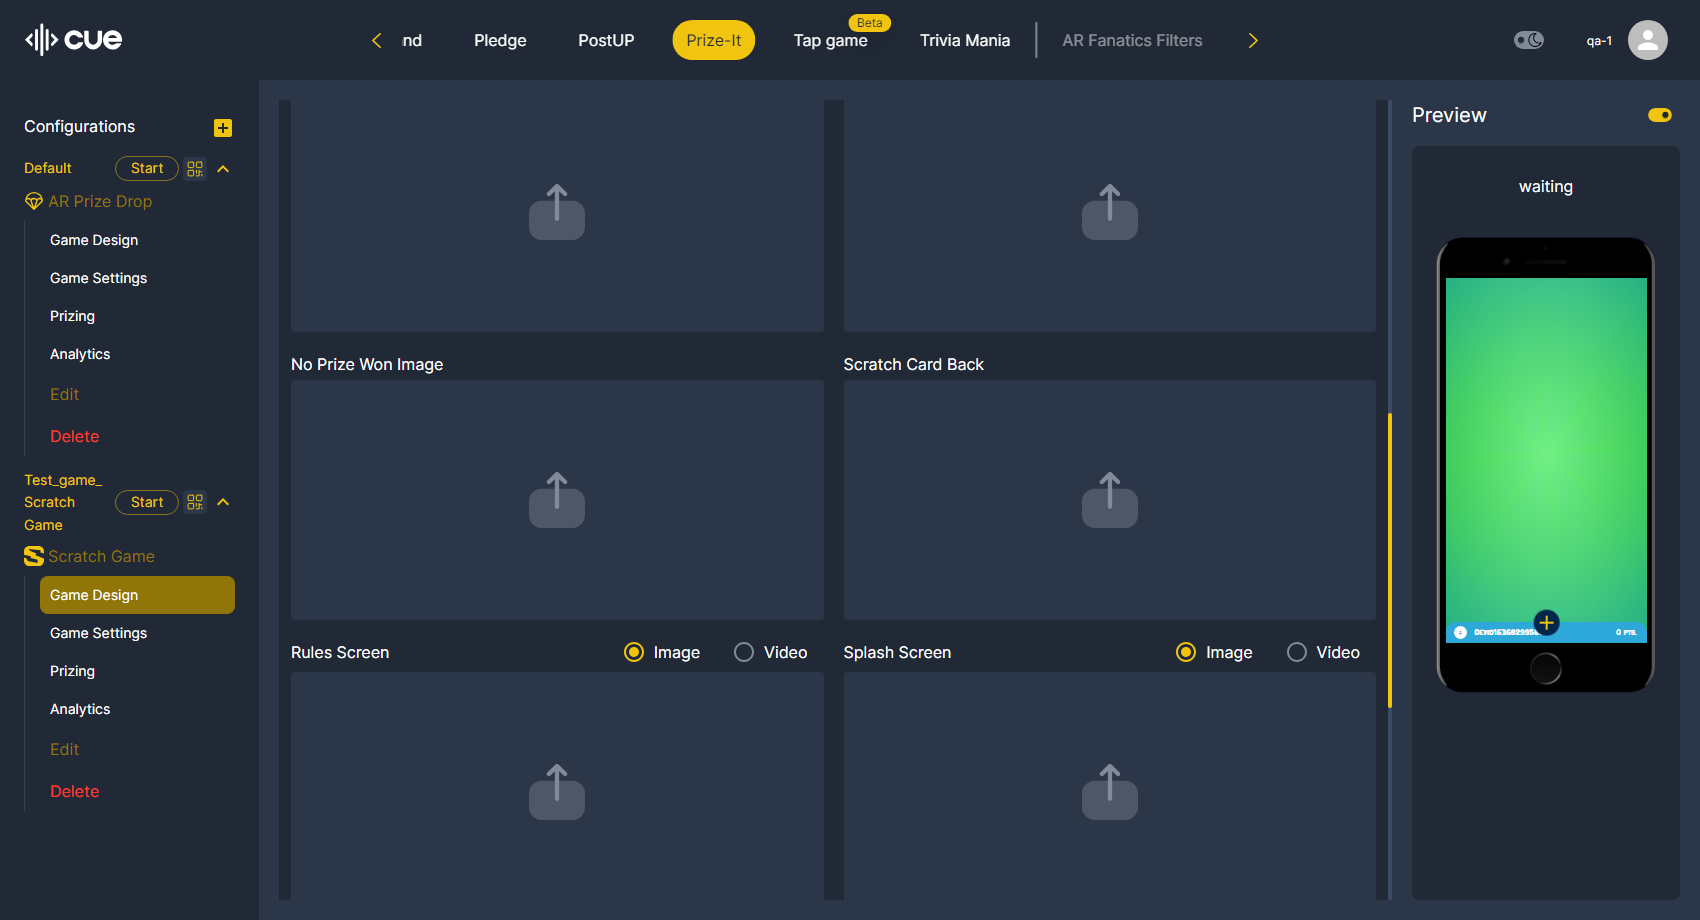 cue
nd
Pledge
PostUP
Prize-It
Beta
Tap game
Trivia Mania
AR Fanatics Filters
qa-1
Configurations
Default
Start
AR Prize Drop
Game Design
Game Settings
Prizing
Analytics
Edit
Delete
Test_game_
Scratch
Game
Start
Scratch Game
Game Design
Game Settings
Prizing
Analytics
Edit
Delete
No Prize Won Image
Scratch Card Back
Rules Screen
Image
Video
Splash Screen
Image
Video
Preview
waiting
0 PTS.